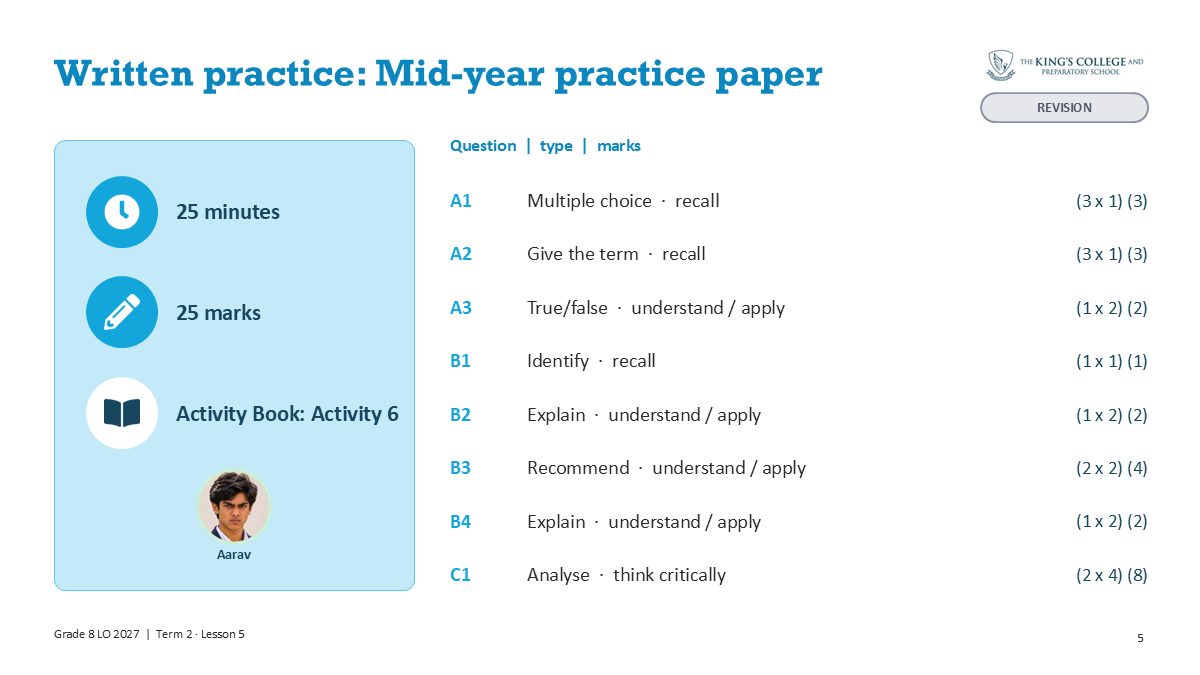 Written practice: Mid-year practice paper
THE KING'S COLLEGE AND
PREPARATORY SCHOOL
REVISION
25 minutes
25 marks
Activity Book: Activity 6
Aarav
Question | type | marks
A1 Multiple choice · recall (3 x 1) (3)
A2 Give the term · recall (3 x 1) (3)
A3 True/false · understand / apply (1 x 2) (2)
B1 Identify · recall (1 x 1) (1)
B2 Explain · understand / apply (1 x 2) (2)
B3 Recommend · understand / apply (2 x 2) (4)
B4 Explain · understand / apply (1 x 2) (2)
C1 Analyse · think critically (2 x 4) (8)
Grade 8 LO 2027 | Term 2 · Lesson 5
5